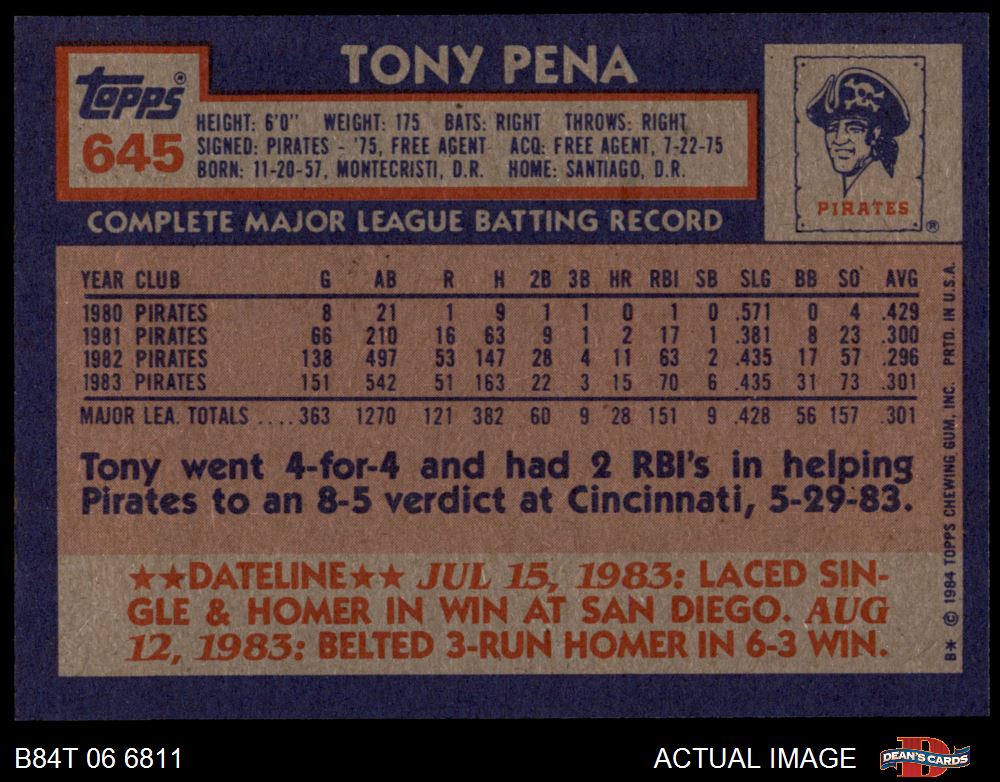 TONY PENA
Topps®
645
HEIGHT: 6'0" WEIGHT: 175 BATS: RIGHT THROWS: RIGHT
SIGNED: PIRATES - '75, FREE AGENT ACQ: FREE AGENT, 7-22-75
BORN: 11-20-57, MONTECRISTI, D.R. HOME: SANTIAGO, D.R.
PIRATES
®
COMPLETE MAJOR LEAGUE BATTING RECORD
YEAR CLUB G AB R H 2B 3B HR RBI SB SLG BB SO AVG
1980 PIRATES 8 21 1 9 1 1 0 1 0 .571 0 4 .429
1981 PIRATES 66 210 16 63 9 1 2 17 1 .381 8 23 .300
1982 PIRATES 138 497 53 147 28 4 11 63 2 .435 17 57 .296
1983 PIRATES 151 542 51 163 22 3 15 70 6 .435 31 73 .301
MAJOR LEA. TOTALS .... 363 1270 121 382 60 9 28 151 9 .428 56 157 .301
Tony went 4-for-4 and had 2 RBI's in helping
Pirates to an 8-5 verdict at Cincinnati, 5-29-83.
★★DATELINE★★ JUL 15, 1983: LACED SIN-
GLE & HOMER IN WIN AT SAN DIEGO. AUG
12, 1983: BELTED 3-RUN HOMER IN 6-3 WIN.
B★ © 1984 TOPPS CHEWING GUM, INC. PRTD. IN U.S.A.
B84T 06 6811
ACTUAL IMAGE
DEAN'S CARDS